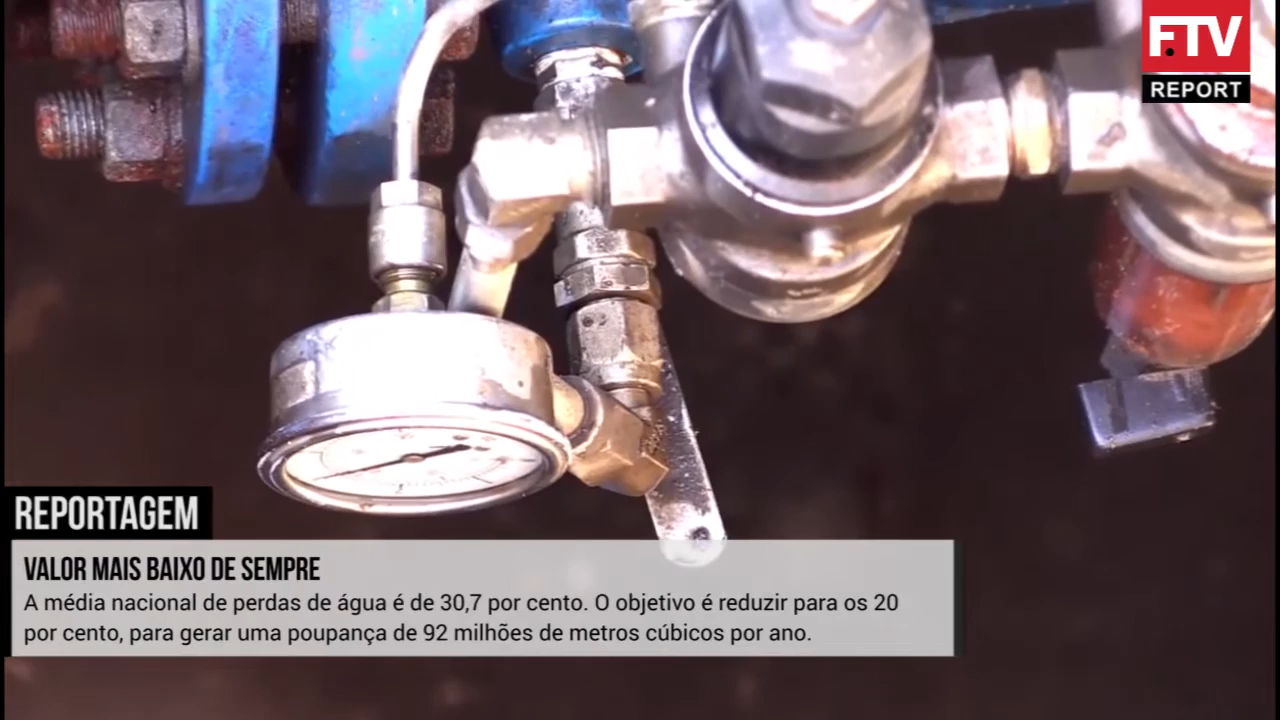 F.TV
REPORT
REPORTAGEM
VALOR MAIS BAIXO DE SEMPRE
A média nacional de perdas de água é de 30,7 por cento. O objetivo é reduzir para os 20
por cento, para gerar uma poupança de 92 milhões de metros cúbicos por ano.